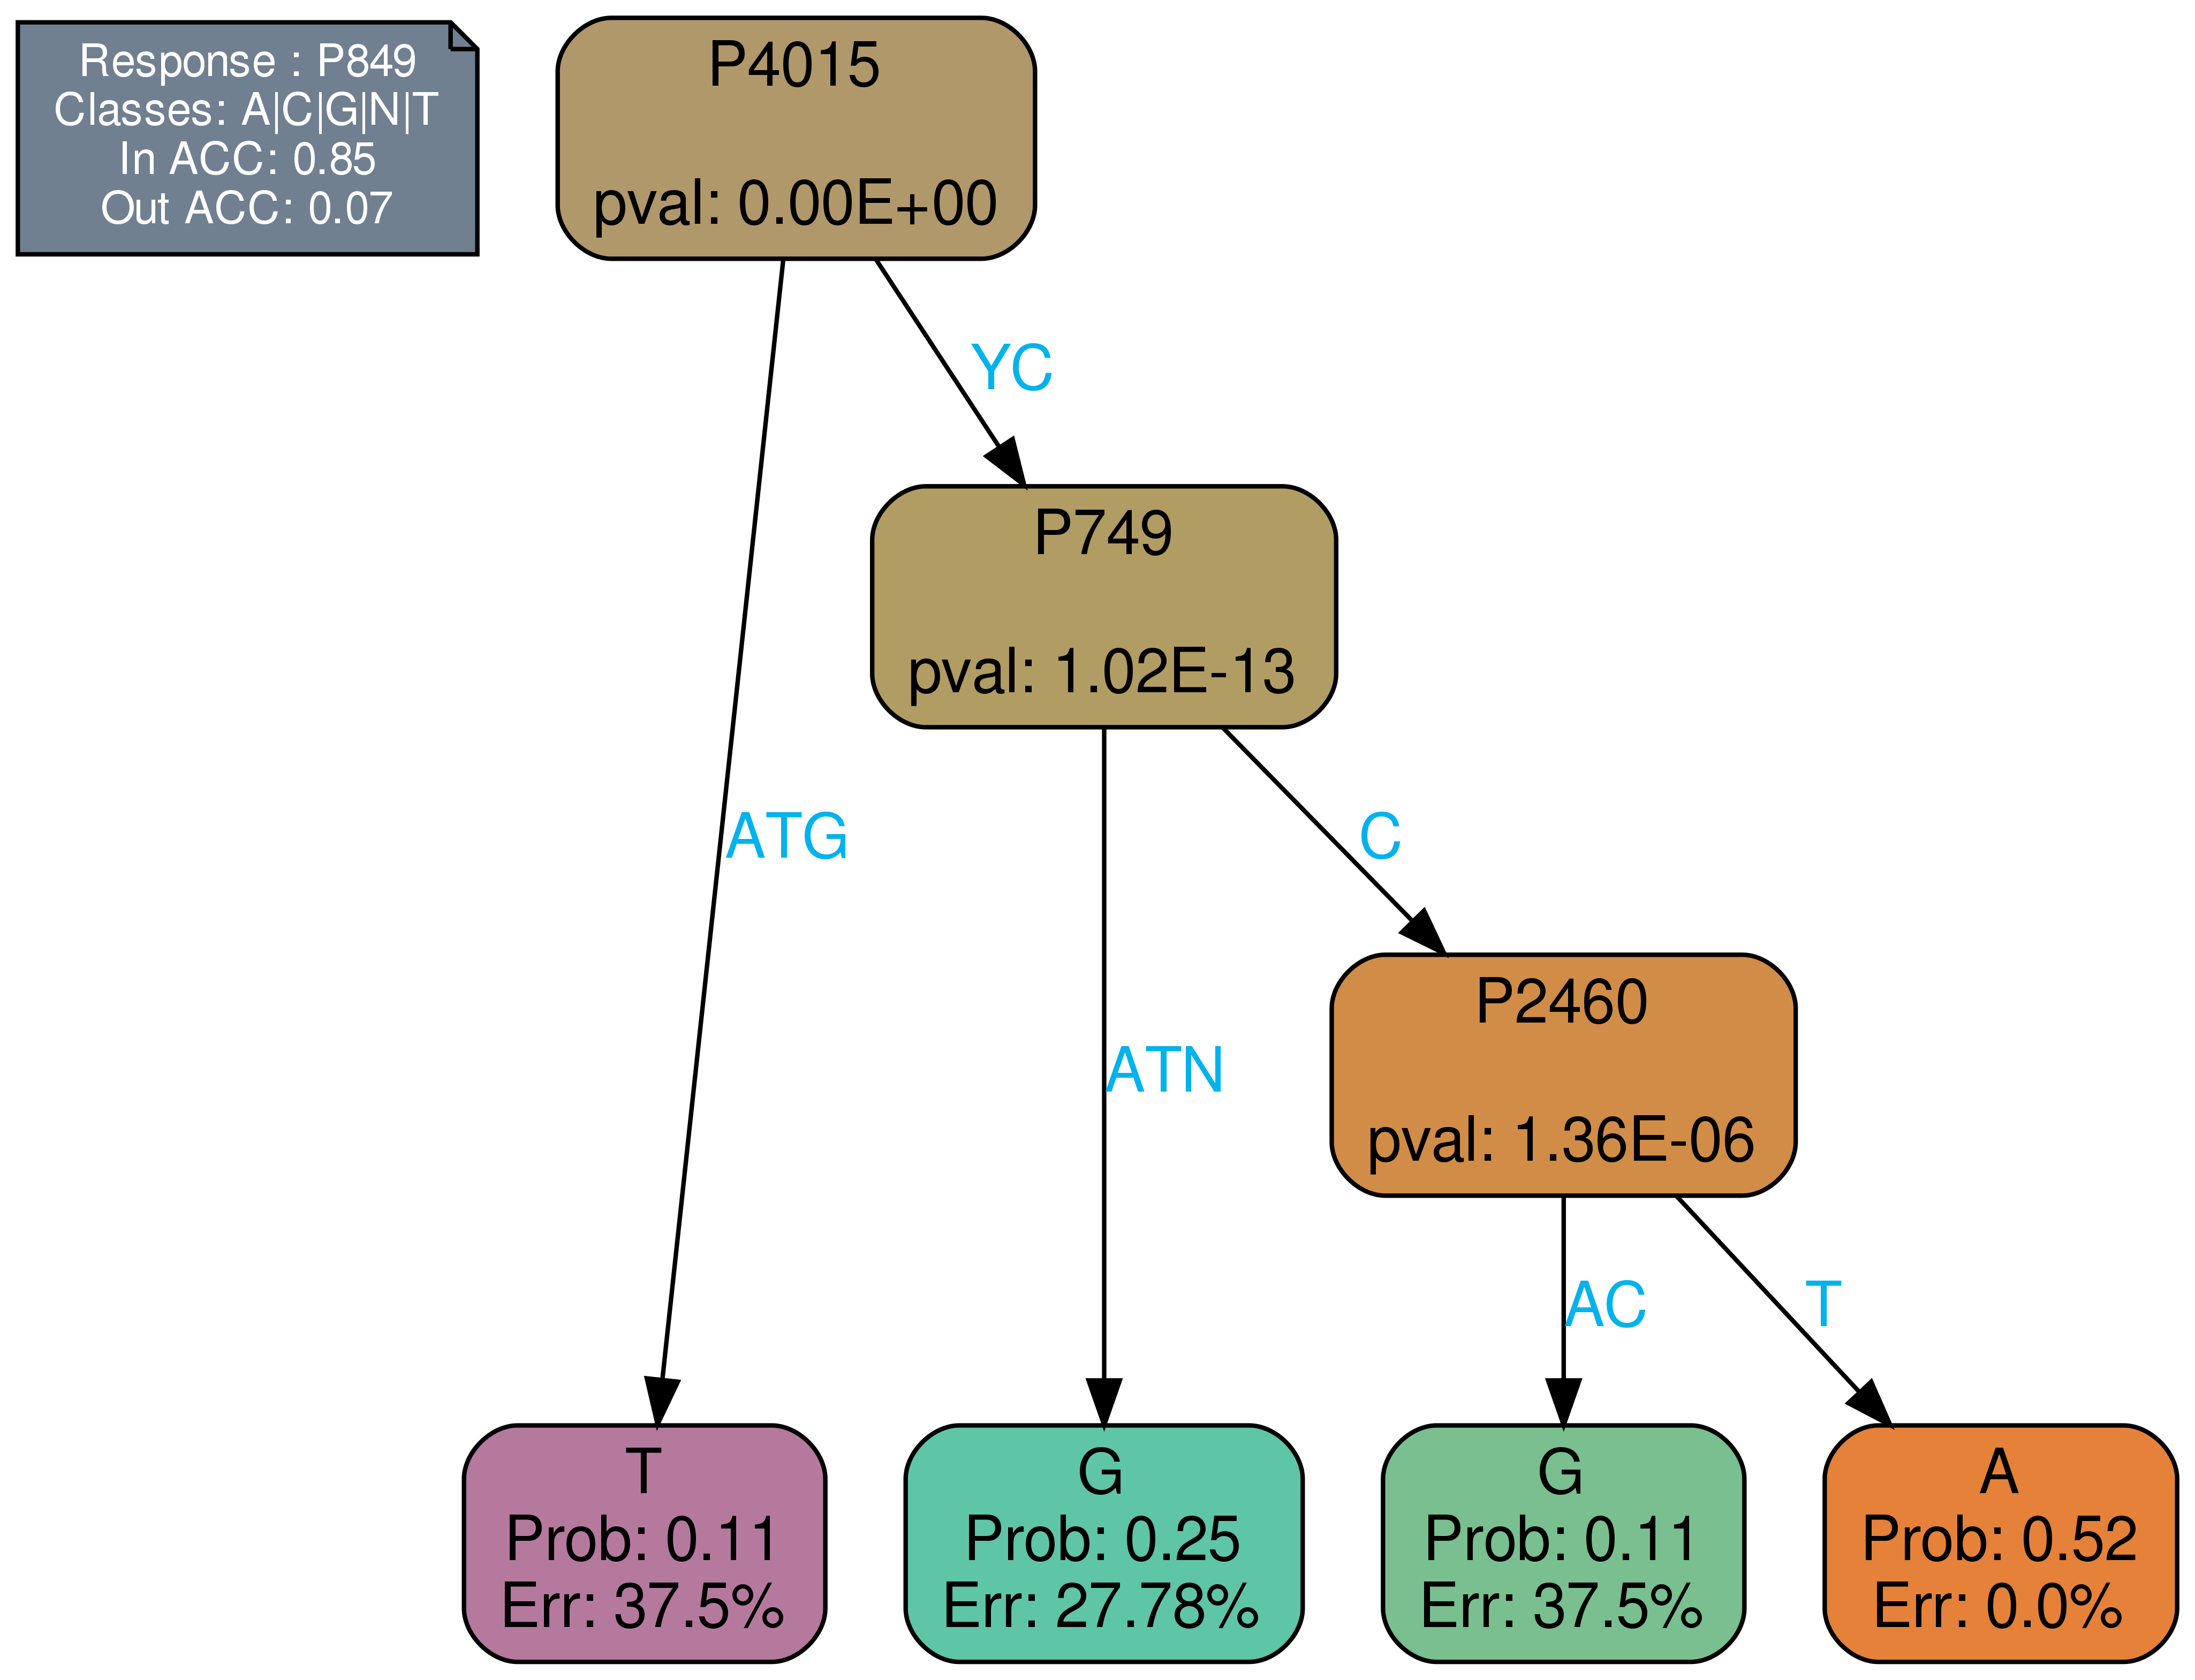 Response : P849
Classes: A|C|G|N|T
In ACC: 0.85
Out ACC: 0.07
P4015
pval: 0.00E+00
YC
P749
pval: 1.02E-13
ATG
C
P2460
pval: 1.36E-06
ATN
AC
T
T
Prob: 0.11
Err: 37.5%
G
Prob: 0.25
Err: 27.78%
G
Prob: 0.11
Err: 37.5%
A
Prob: 0.52
Err: 0.0%